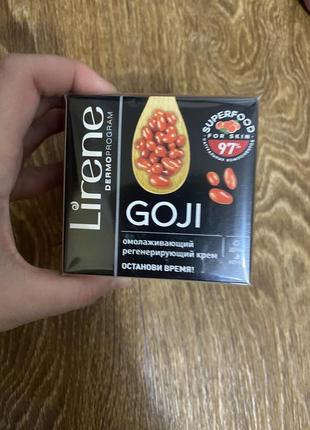 Lirene
DERMOPROGRAM
SUPERFOOD
FOR SKIN
97%
GOJI
омолаживающий
регенерирующий крем
ОСТАНОВИ ВРЕМЯ!